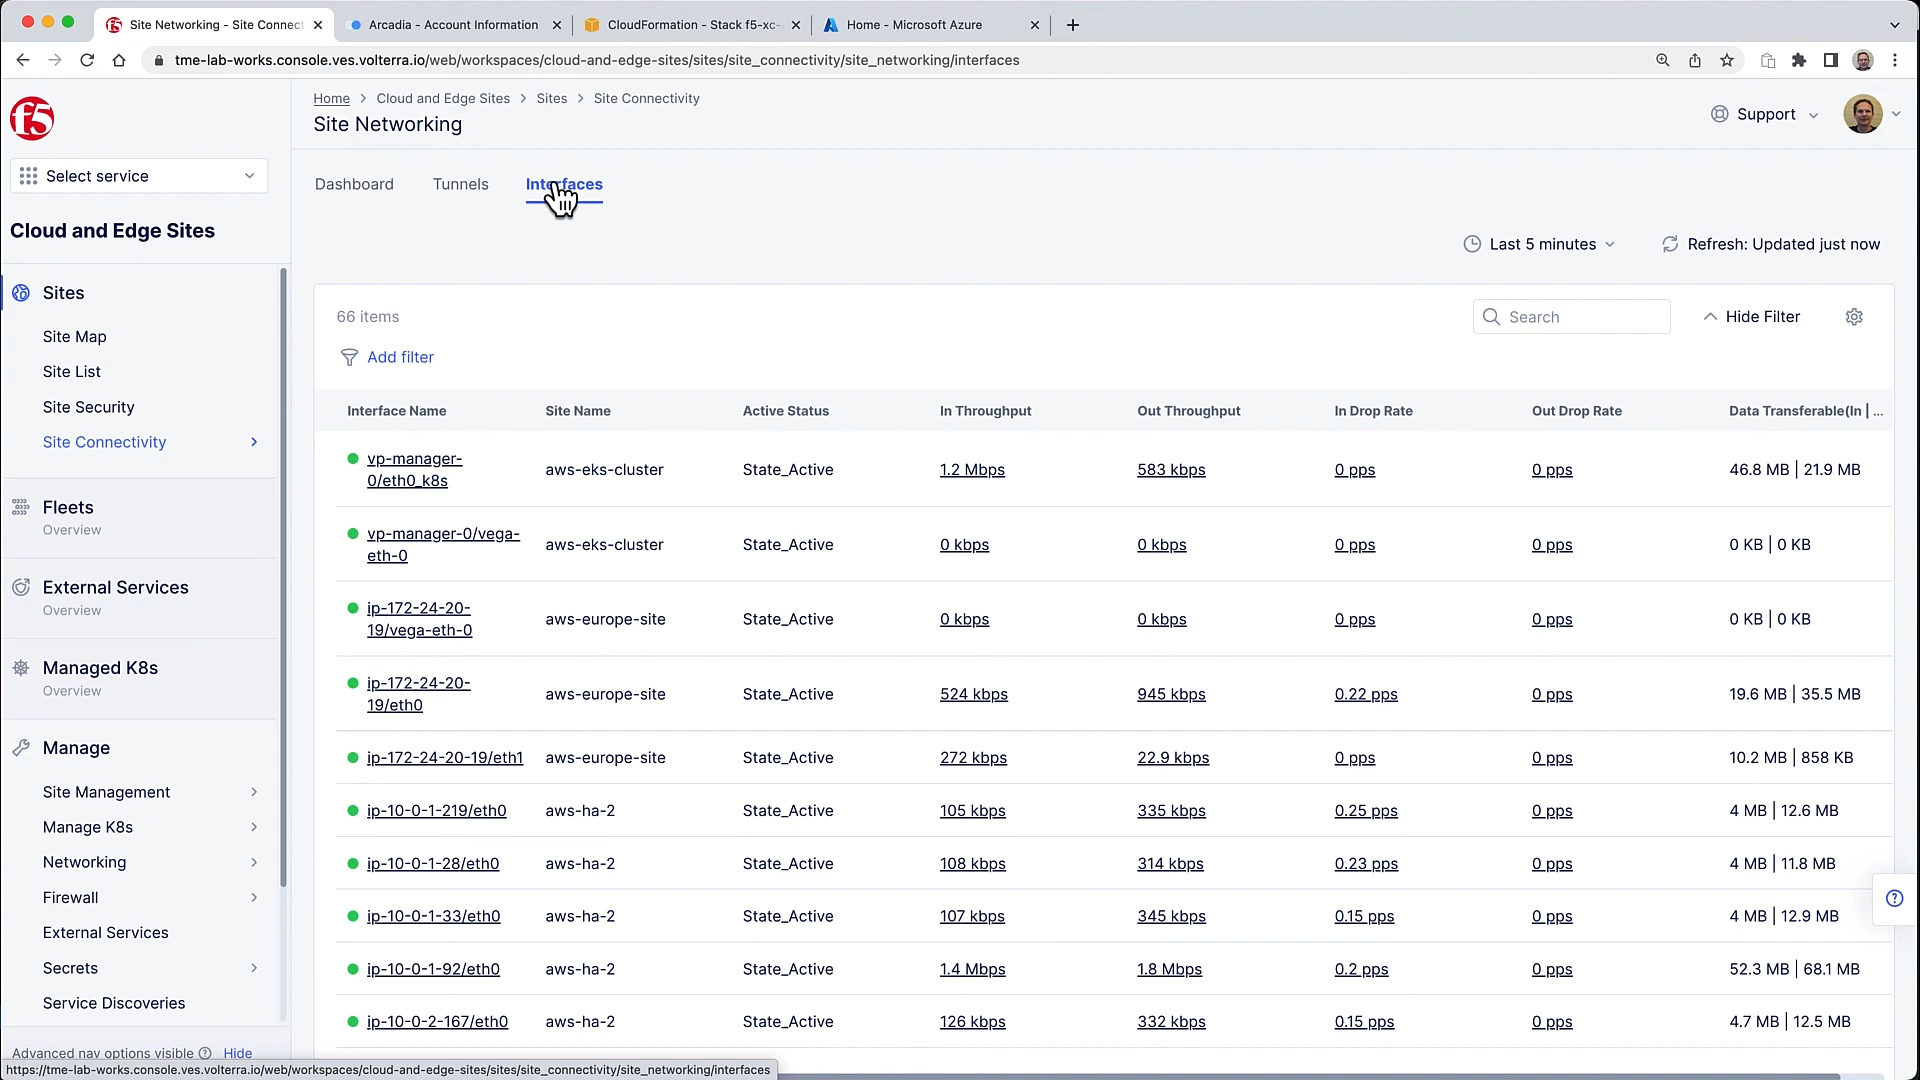 Site Networking - Site Connect
Arcadia - Account Information
CloudFormation - Stack f5-xc-
Home - Microsoft Azure
tme-lab-works.console.ves.volterra.io/web/workspaces/cloud-and-edge-sites/sites/site_connectivity/site_networking/interfaces
f5
Select service
Cloud and Edge Sites
Sites
Site Map
Site List
Site Security
Site Connectivity
Fleets
Overview
External Services
Overview
Managed K8s
Overview
Manage
Site Management
Manage K8s
Networking
Firewall
External Services
Secrets
Service Discoveries
Advanced nav options visible Hide
Home > Cloud and Edge Sites > Sites > Site Connectivity
Site Networking
Support
Dashboard Tunnels Interfaces
Last 5 minutes Refresh: Updated just now
66 items
Search
Hide Filter
Add filter
Interface Name Site Name Active Status In Throughput Out Throughput In Drop Rate Out Drop Rate Data Transferable(In | ...
vp-manager-
0/eth0_k8s aws-eks-cluster State_Active 1.2 Mbps 583 kbps 0 pps 0 pps 46.8 MB | 21.9 MB
vp-manager-0/vega-
eth-0 aws-eks-cluster State_Active 0 kbps 0 kbps 0 pps 0 pps 0 KB | 0 KB
ip-172-24-20-
19/vega-eth-0 aws-europe-site State_Active 0 kbps 0 kbps 0 pps 0 pps 0 KB | 0 KB
ip-172-24-20-
19/eth0 aws-europe-site State_Active 524 kbps 945 kbps 0.22 pps 0 pps 19.6 MB | 35.5 MB
ip-172-24-20-19/eth1 aws-europe-site State_Active 272 kbps 22.9 kbps 0 pps 0 pps 10.2 MB | 858 KB
ip-10-0-1-219/eth0 aws-ha-2 State_Active 105 kbps 335 kbps 0.25 pps 0 pps 4 MB | 12.6 MB
ip-10-0-1-28/eth0 aws-ha-2 State_Active 108 kbps 314 kbps 0.23 pps 0 pps 4 MB | 11.8 MB
ip-10-0-1-33/eth0 aws-ha-2 State_Active 107 kbps 345 kbps 0.15 pps 0 pps 4 MB | 12.9 MB
ip-10-0-1-92/eth0 aws-ha-2 State_Active 1.4 Mbps 1.8 Mbps 0.2 pps 0 pps 52.3 MB | 68.1 MB
ip-10-0-2-167/eth0 aws-ha-2 State_Active 126 kbps 332 kbps 0.15 pps 0 pps 4.7 MB | 12.5 MB
https://tme-lab-works.console.ves.volterra.io/web/workspaces/cloud-and-edge-sites/sites/site_connectivity/site_networking/interfaces